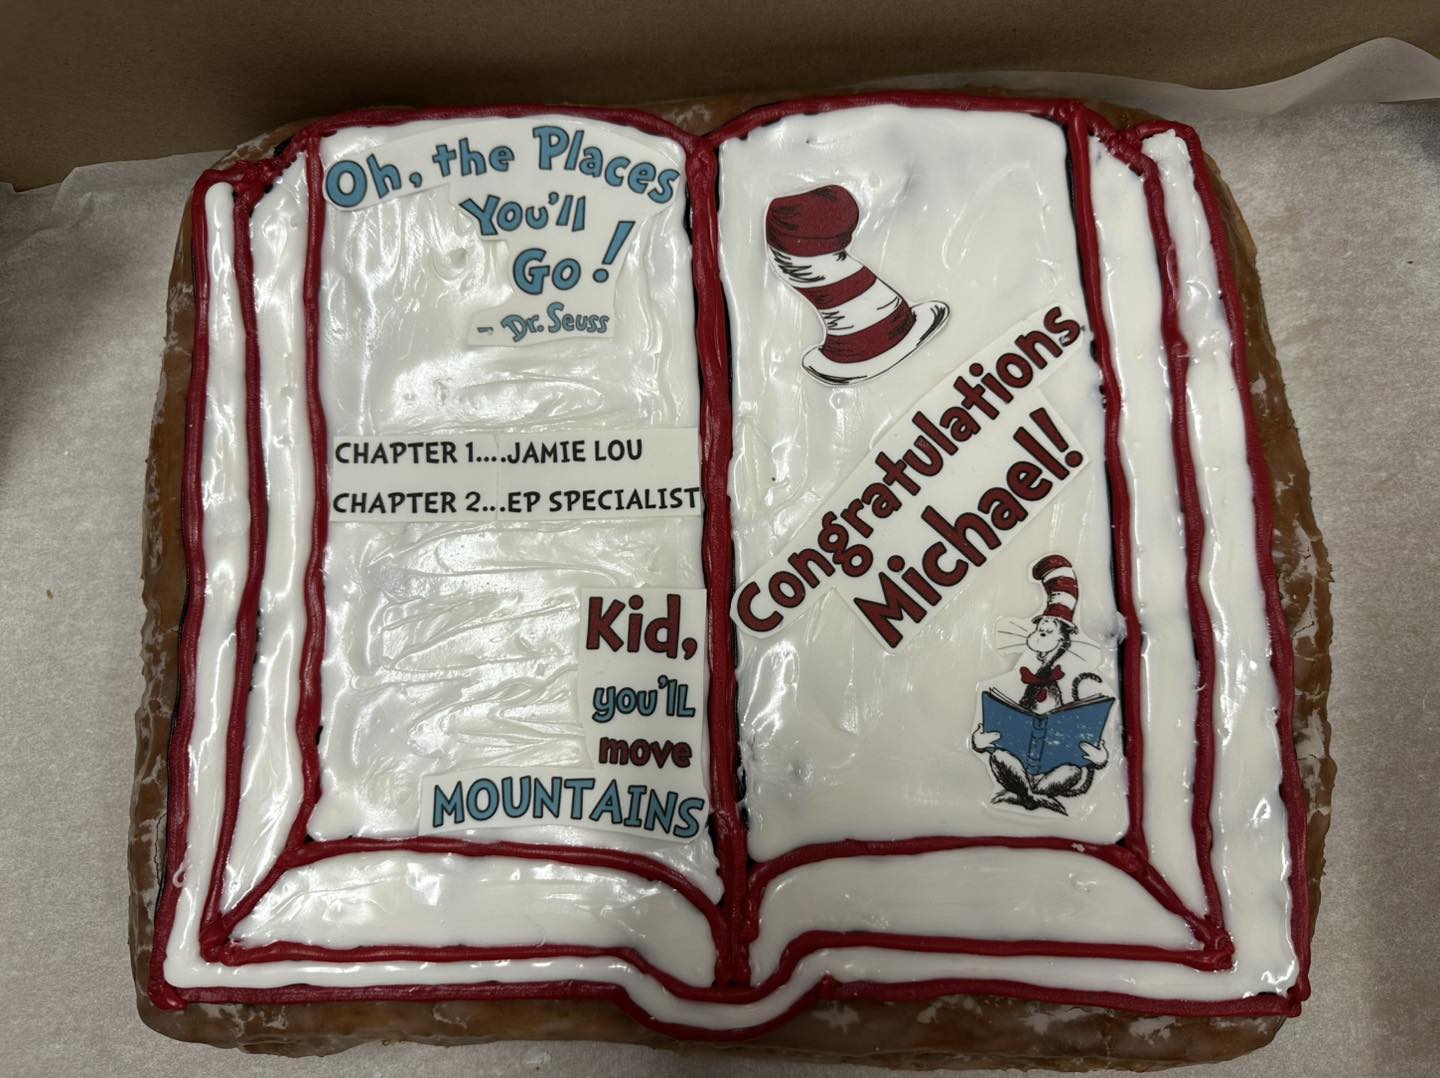 Oh, the Places
You'll
Go!
- Dr. Seuss
CHAPTER 1....JAMIE LOU
CHAPTER 2...EP SPECIALIST
Kid,
you'll
move
MOUNTAINS
Congratulations
Michael!